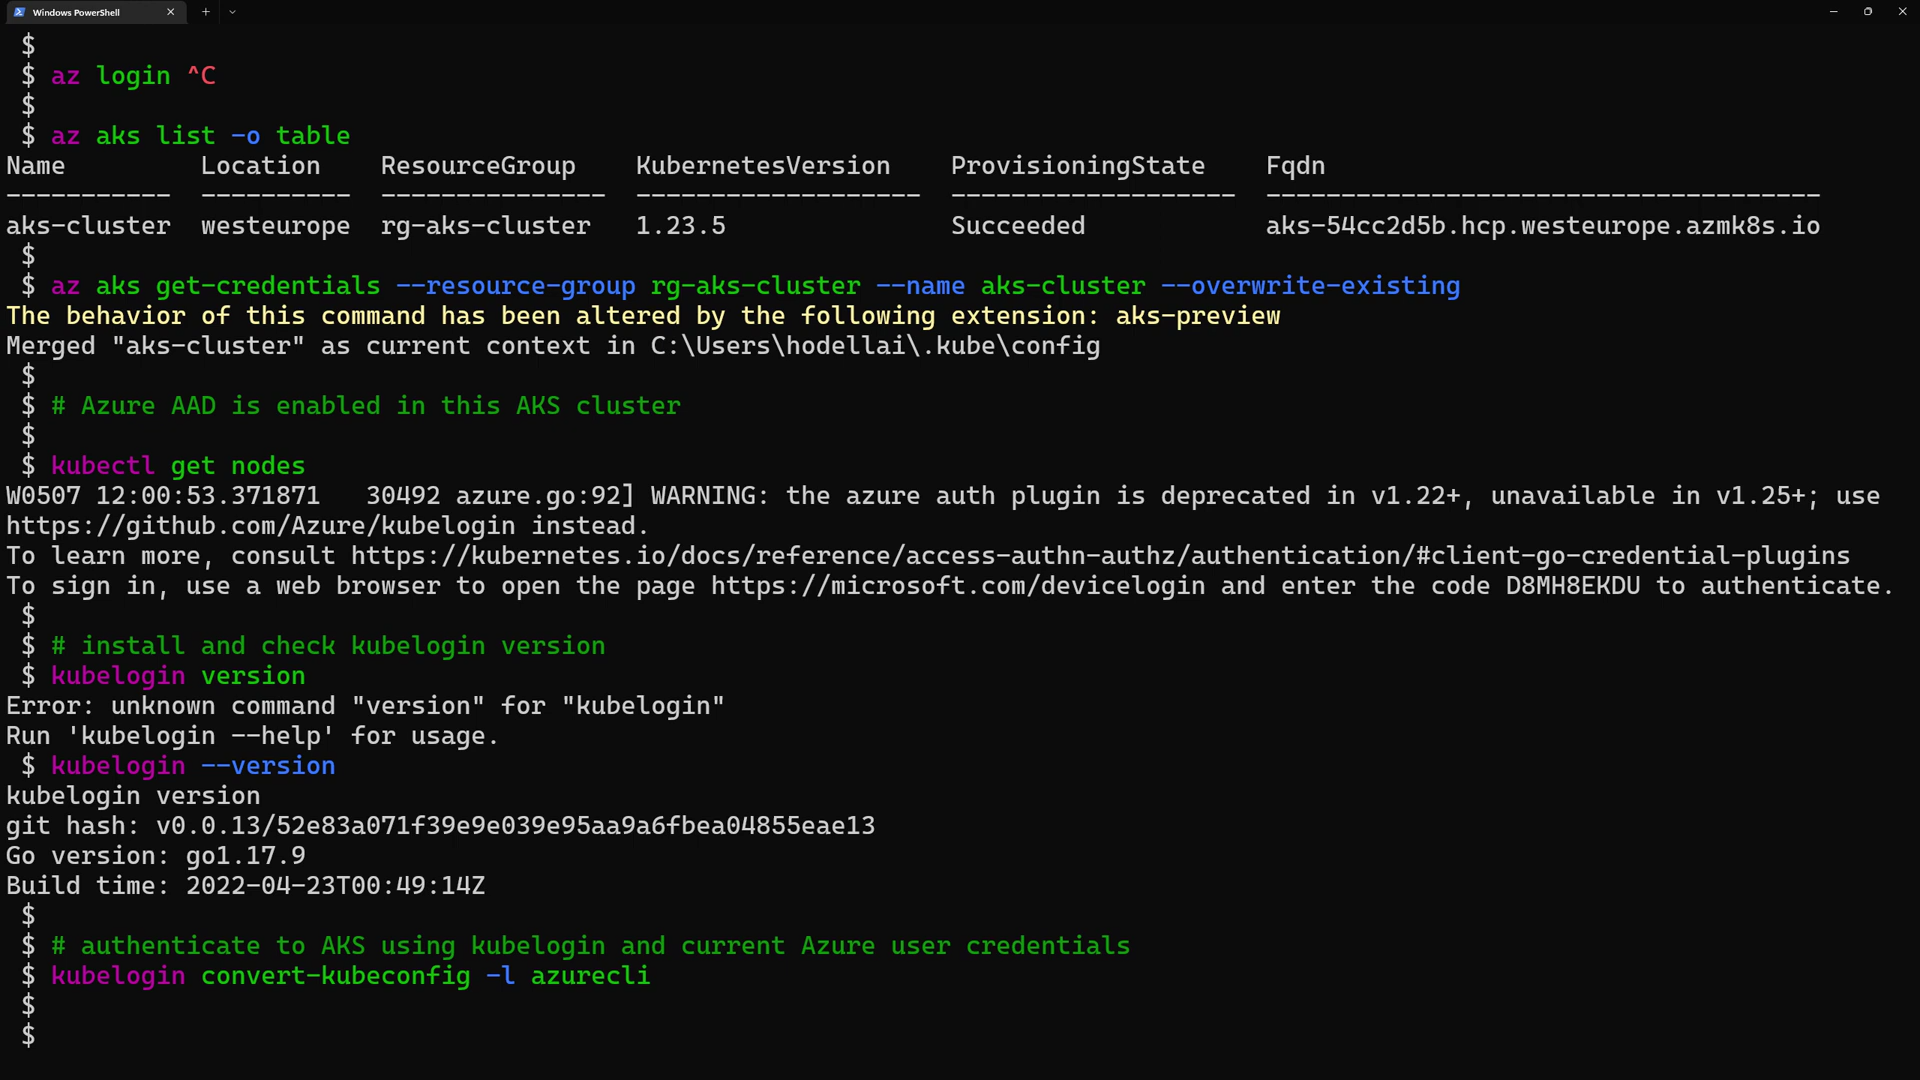 Windows PowerShell
$
$ az login ^C
$
$ az aks list -o table
Name         Location    ResourceGroup    KubernetesVersion    ProvisioningState    Fqdn
-----------  ----------  ---------------  -------------------  -------------------  -------------------------------------
aks-cluster  westeurope  rg-aks-cluster   1.23.5               Succeeded            aks-54cc2d5b.hcp.westeurope.azmk8s.io
$
$ az aks get-credentials --resource-group rg-aks-cluster --name aks-cluster --overwrite-existing
The behavior of this command has been altered by the following extension: aks-preview
Merged "aks-cluster" as current context in C:\Users\hodellai\.kube\config
$
$ # Azure AAD is enabled in this AKS cluster
$
$ kubectl get nodes
W0507 12:00:53.371871   30492 azure.go:92] WARNING: the azure auth plugin is deprecated in v1.22+, unavailable in v1.25+; use
https://github.com/Azure/kubelogin instead.
To learn more, consult https://kubernetes.io/docs/reference/access-authn-authz/authentication/#client-go-credential-plugins
To sign in, use a web browser to open the page https://microsoft.com/devicelogin and enter the code D8MH8EKDU to authenticate.
$
$ # install and check kubelogin version
$ kubelogin version
Error: unknown command "version" for "kubelogin"
Run 'kubelogin --help' for usage.
$ kubelogin --version
kubelogin version
git hash: v0.0.13/52e83a071f39e9e039e95aa9a6fbea04855eae13
Go version: go1.17.9
Build time: 2022-04-23T00:49:14Z
$
$ # authenticate to AKS using kubelogin and current Azure user credentials
$ kubelogin convert-kubeconfig -l azurecli
$
$